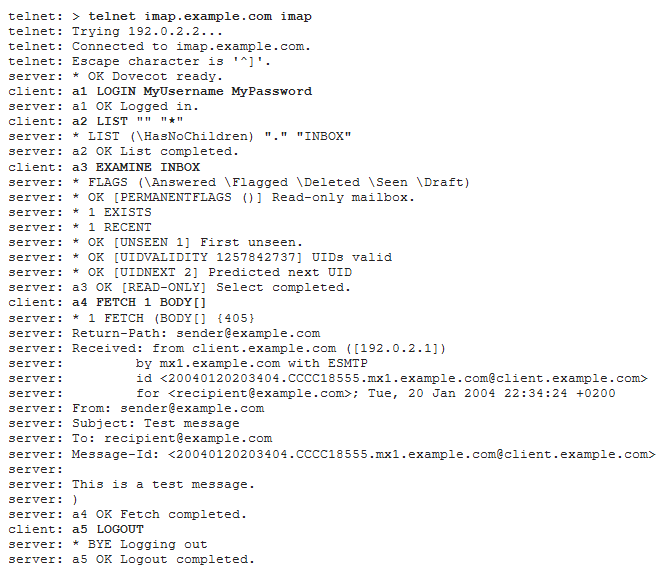 telnet: > telnet imap.example.com imap
telnet: Trying 192.0.2.2...
telnet: Connected to imap.example.com.
telnet: Escape character is '^]'.
server: * OK Dovecot ready.
client: a1 LOGIN MyUsername MyPassword
server: a1 OK Logged in.
client: a2 LIST "" "*"
server: * LIST (\HasNoChildren) "." "INBOX"
server: a2 OK List completed.
client: a3 EXAMINE INBOX
server: * FLAGS (\Answered \Flagged \Deleted \Seen \Draft)
server: * OK [PERMANENTFLAGS ()] Read-only mailbox.
server: * 1 EXISTS
server: * 1 RECENT
server: * OK [UNSEEN 1] First unseen.
server: * OK [UIDVALIDITY 1257842737] UIDs valid
server: * OK [UIDNEXT 2] Predicted next UID
server: a3 OK [READ-ONLY] Select completed.
client: a4 FETCH 1 BODY[]
server: * 1 FETCH (BODY[] {405}
server: Return-Path: sender@example.com
server: Received: from client.example.com ([192.0.2.1])
server:         by mx1.example.com with ESMTP
server:         id <20040120203404.CCCC18555.mx1.example.com@client.example.com>
server:         for <recipient@example.com>; Tue, 20 Jan 2004 22:34:24 +0200
server: From: sender@example.com
server: Subject: Test message
server: To: recipient@example.com
server: Message-Id: <20040120203404.CCCC18555.mx1.example.com@client.example.com>
server:
server: This is a test message.
server: )
server: a4 OK Fetch completed.
client: a5 LOGOUT
server: * BYE Logging out
server: a5 OK Logout completed.